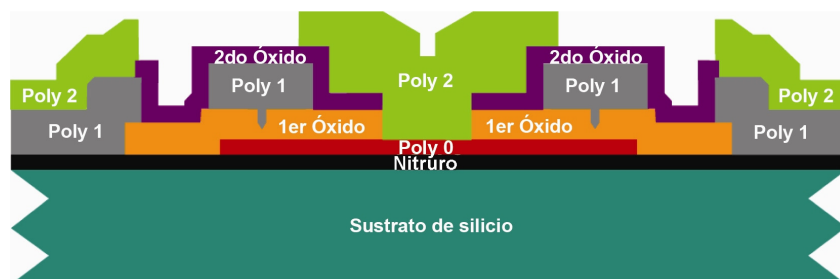 2do Óxido
2do Óxido
Poly 2
Poly 1
Poly 2
Poly 1
Poly 2
Poly 1
1er Óxido
1er Óxido
Poly 1
Poly 0
Nitruro
Sustrato de silicio